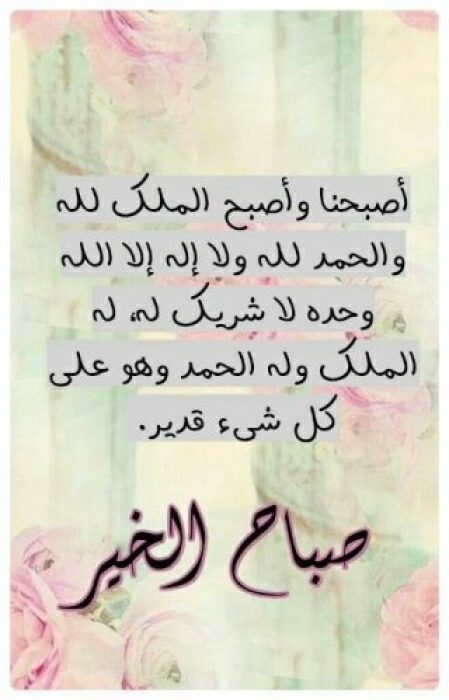 أصبحنا وأصبح الملك لله
والحمد لله ولا إله إلا الله
وحده لا شريك له، له
الملك وله الحمد وهو على
كل شىء قدير.
صباح الخير